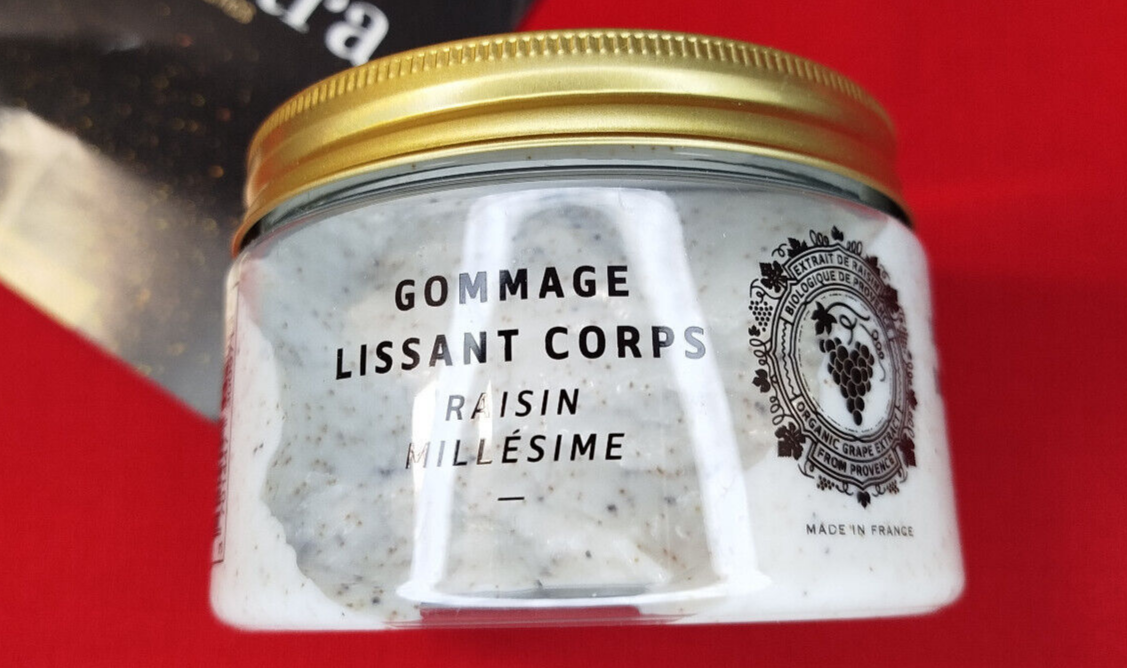 GOMMAGE
LISSANT CORPS
RAISIN
MILLÉSIME
EXTRAIT DE RAISIN
BIOLOGIQUE DE PROVENCE
ORGANIC GRAPE EXTRACT
FROM PROVENCE
MADE IN FRANCE